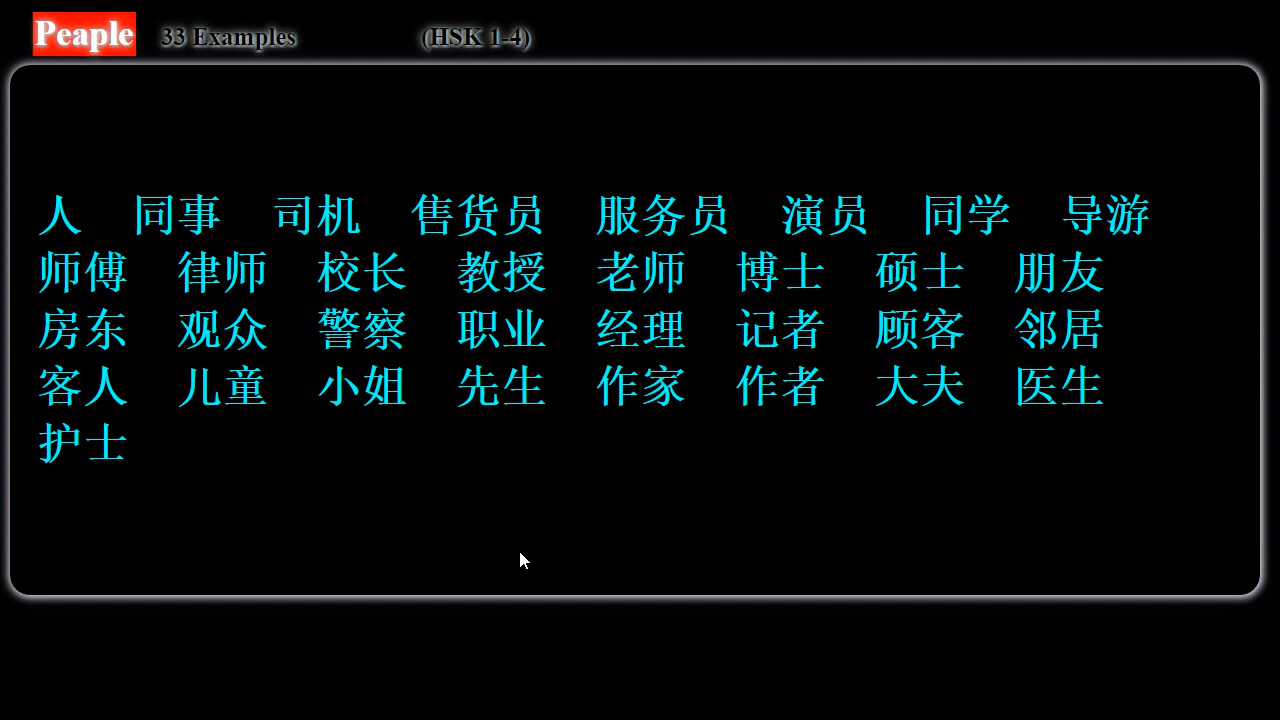 Peaple 33 Examples (HSK 1-4)
人 同事 司机 售货员 服务员 演员 同学 导游
师傅 律师 校长 教授 老师 博士 硕士 朋友
房东 观众 警察 职业 经理 记者 顾客 邻居
客人 儿童 小姐 先生 作家 作者 大夫 医生
护士